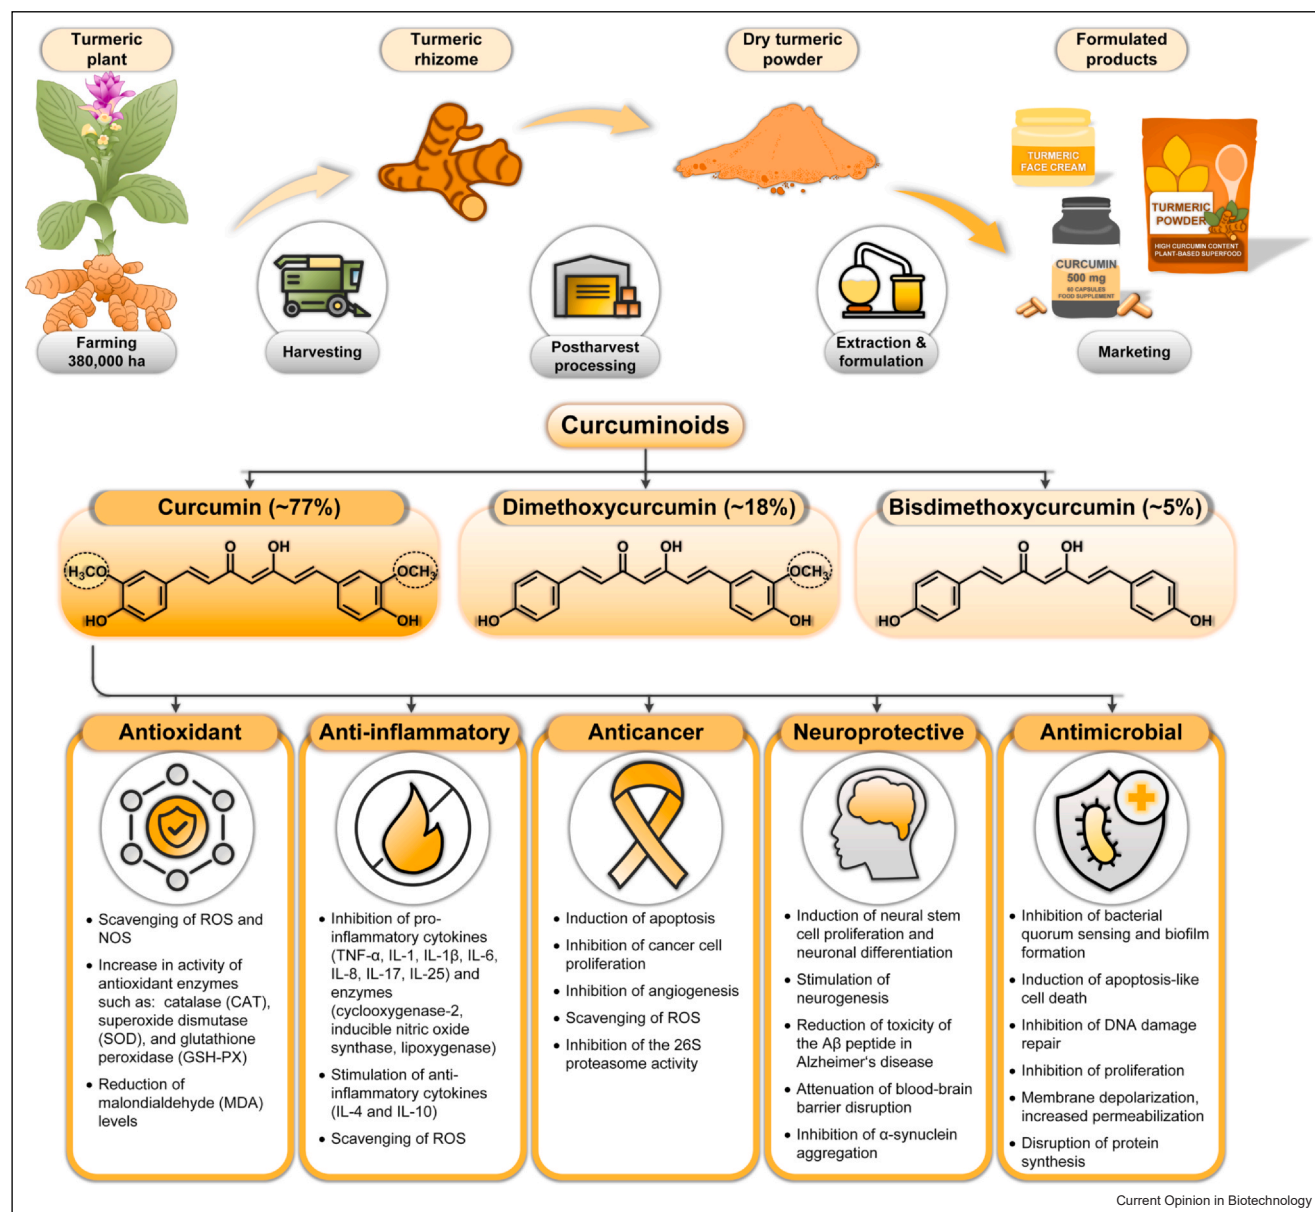 Turmeric
plant
Turmeric
rhizome
Dry turmeric
powder
Formulated
products
TURMERIC
FACE CREAM
TURMERIC
POWDER
HIGH CURCUMIN CONTENT
PLANT-BASED SUPERFOOD
CURCUMIN
500 mg
60 CAPSULES
FOOD SUPPLEMENT
Farming
380,000 ha
Harvesting
Postharvest
processing
Extraction &
formulation
Marketing
Curcuminoids
Curcumin (~77%)
Dimethoxycurcumin (~18%)
Bisdimethoxycurcumin (~5%)
H₃CO
O
OH
OCH₃
HO
OH
O
OH
OCH₃
HO
OH
O
OH
HO
OH
Antioxidant
• Scavenging of ROS and
NOS
• Increase in activity of
antioxidant enzymes
such as: catalase (CAT),
superoxide dismutase
(SOD), and glutathione
peroxidase (GSH-PX)
• Reduction of
malondialdehyde (MDA)
levels
Anti-inflammatory
• Inhibition of pro-
inflammatory cytokines
(TNF-α, IL-1, IL-1β, IL-6,
IL-8, IL-17, IL-25) and
enzymes
(cyclooxygenase-2,
inducible nitric oxide
synthase, lipoxygenase)
• Stimulation of anti-
inflammatory cytokines
(IL-4 and IL-10)
• Scavenging of ROS
Anticancer
• Induction of apoptosis
• Inhibition of cancer cell
proliferation
• Inhibition of angiogenesis
• Scavenging of ROS
• Inhibition of the 26S
proteasome activity
Neuroprotective
• Induction of neural stem
cell proliferation and
neuronal differentiation
• Stimulation of
neurogenesis
• Reduction of toxicity of
the Aβ peptide in
Alzheimer‘s disease
• Attenuation of blood-brain
barrier disruption
• Inhibition of α-synuclein
aggregation
Antimicrobial
• Inhibition of bacterial
quorum sensing and biofilm
formation
• Induction of apoptosis-like
cell death
• Inhibition of DNA damage
repair
• Inhibition of proliferation
• Membrane depolarization,
increased permeabilization
• Disruption of protein
synthesis
Current Opinion in Biotechnology